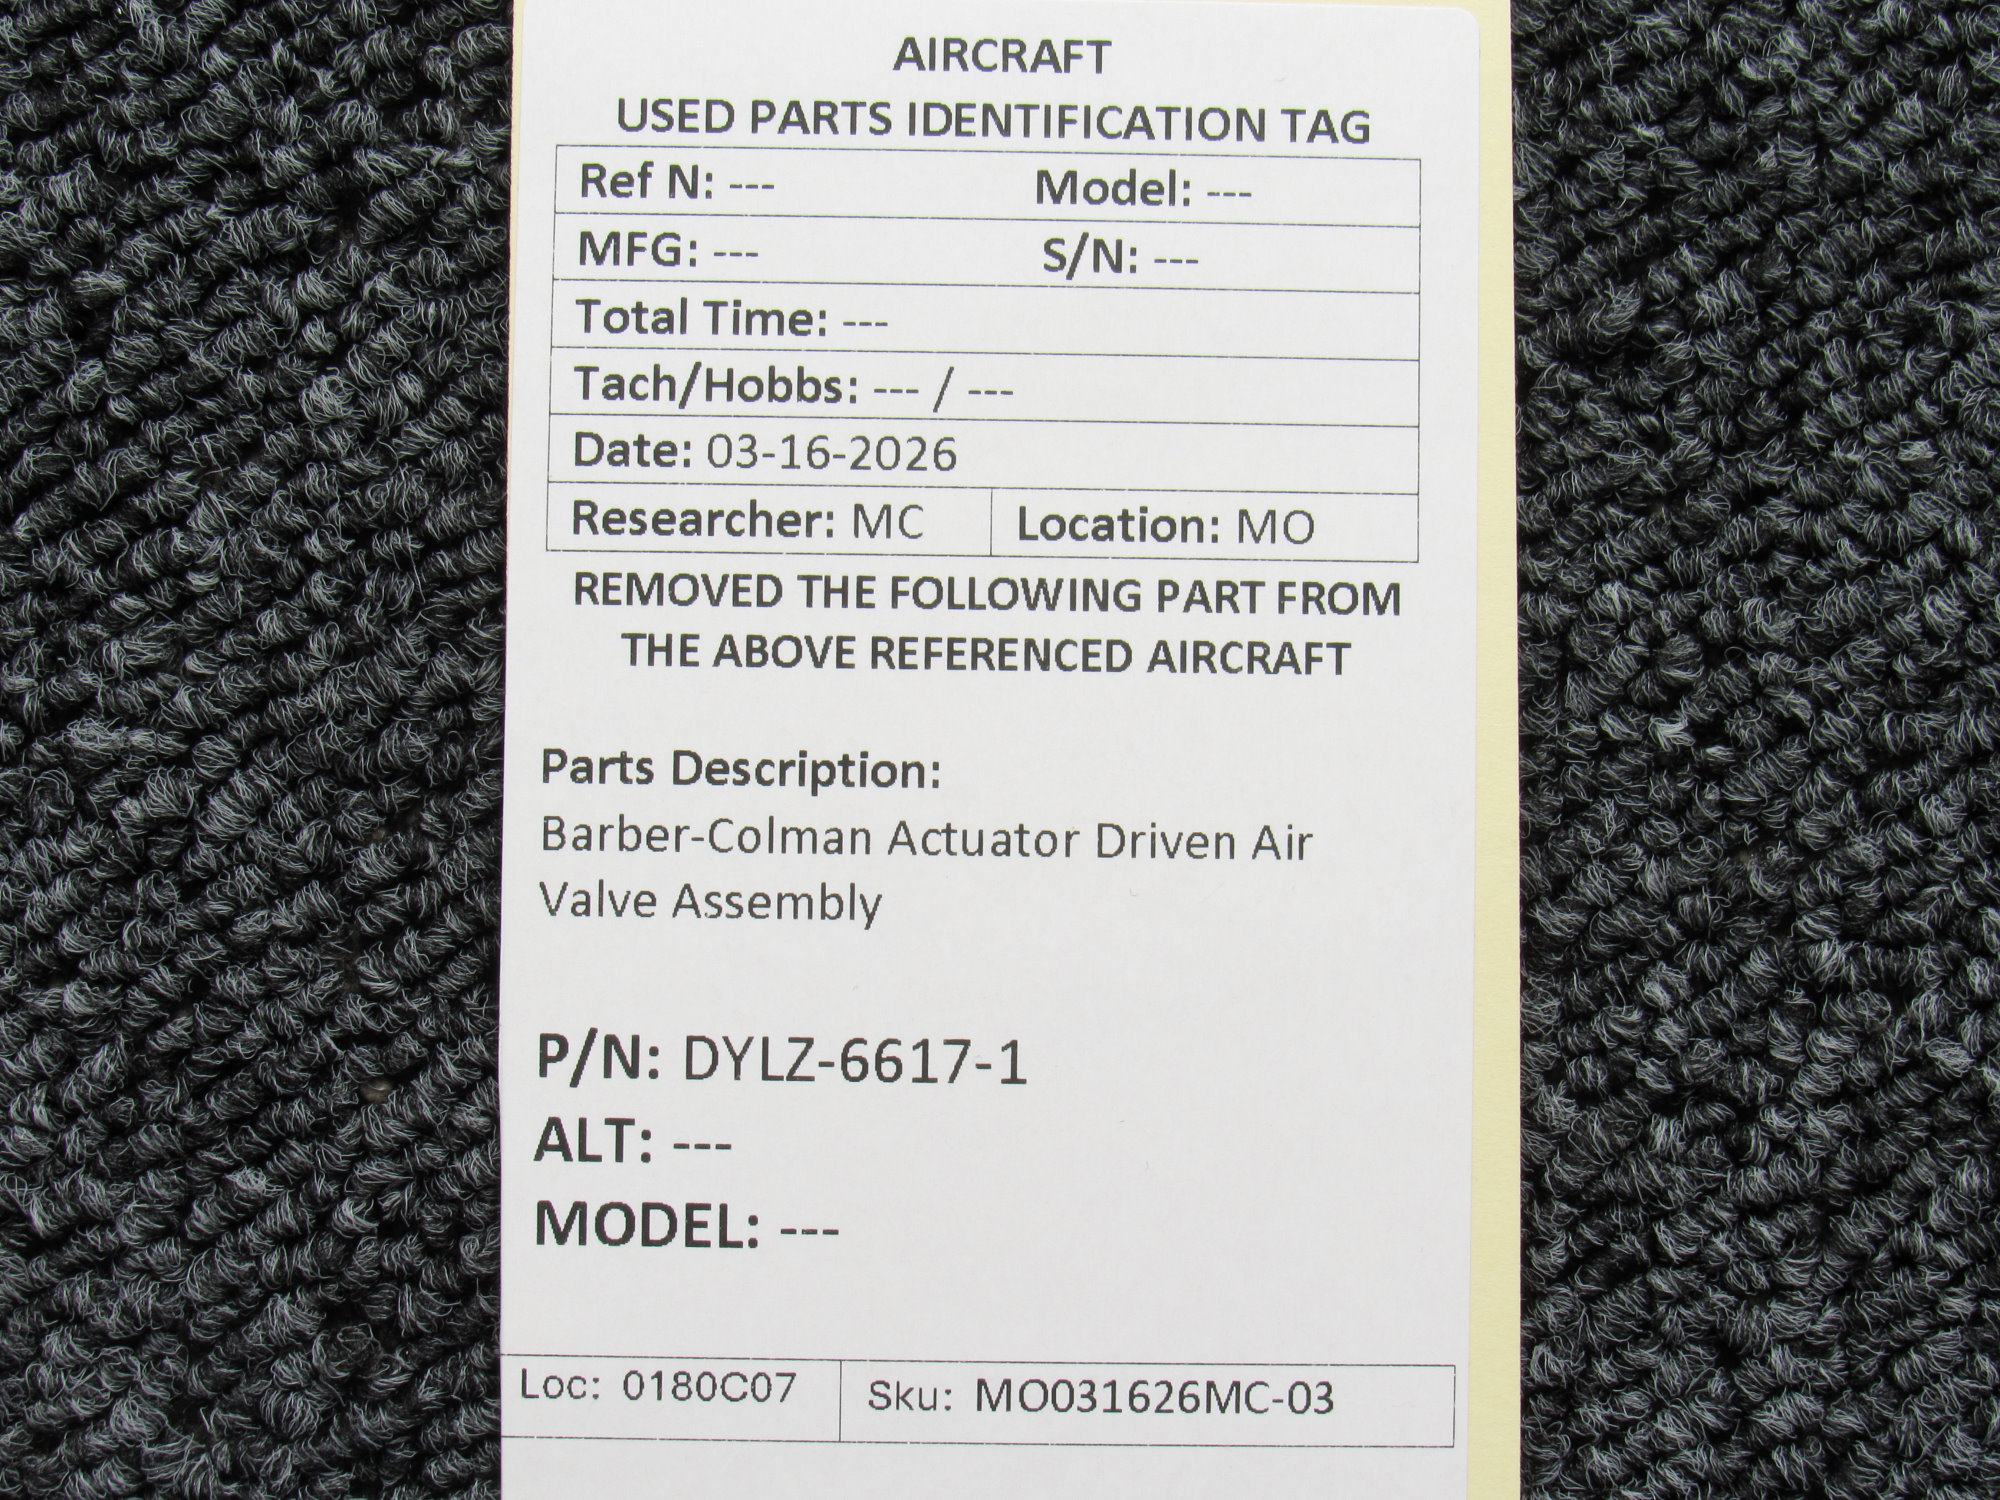 AIRCRAFT
USED PARTS IDENTIFICATION TAG
Ref N: --- Model: ---
MFG: --- S/N: ---
Total Time: ---
Tach/Hobbs: --- / ---
Date: 03-16-2026
Researcher: MC Location: MO
REMOVED THE FOLLOWING PART FROM
THE ABOVE REFERENCED AIRCRAFT
Parts Description:
Barber-Colman Actuator Driven Air
Valve Assembly
P/N: DYLZ-6617-1
ALT: ---
MODEL: ---
Loc: 0180C07 Sku: MO031626MC-03